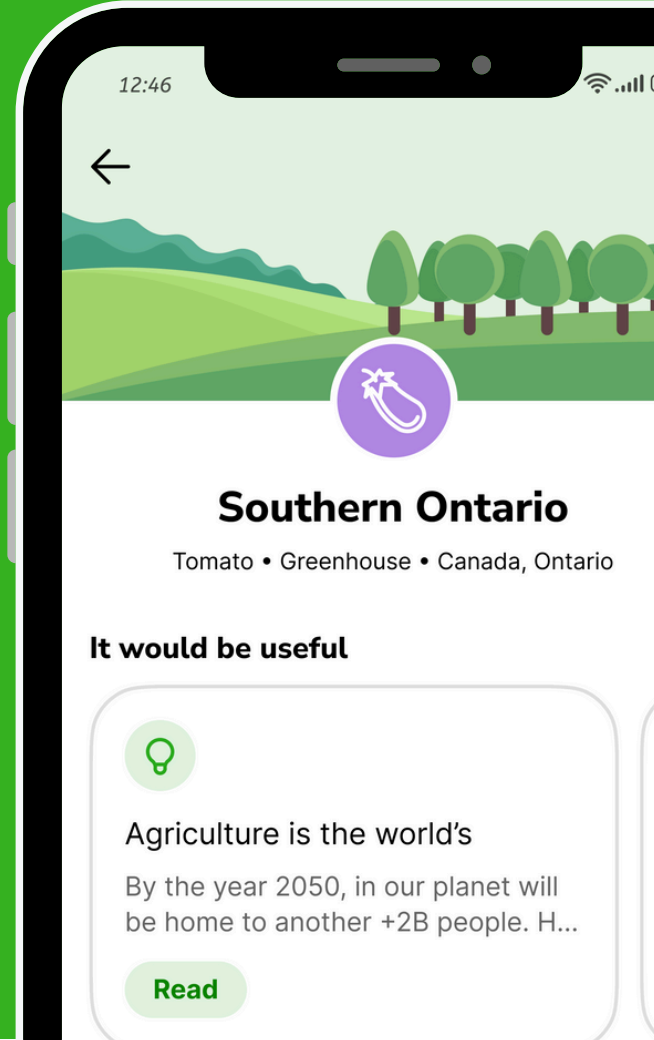 12:46
Southern Ontario
Tomato • Greenhouse • Canada, Ontario
It would be useful
Agriculture is the world’s
By the year 2050, in our planet will
be home to another +2B people. H...
Read